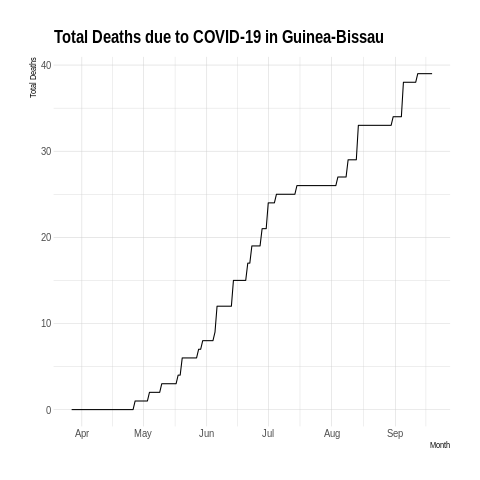 Total Deaths due to COVID-19 in Guinea-Bissau
Total Deaths
40
30
20
10
0
Apr May Jun Jul Aug Sep
Month